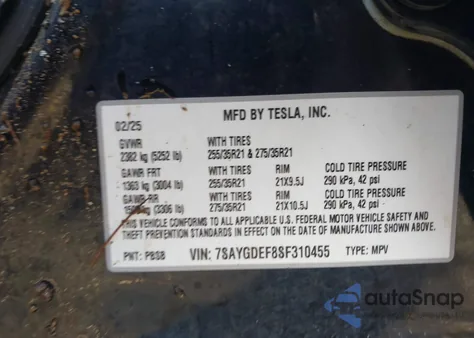 MFD BY TESLA, INC.
02/25
GVWR WITH TIRES
2382 kg (5252 lb) 255/35R21 & 275/35R21
GAWR FRT WITH TIRES RIM COLD TIRE PRESSURE
1363 kg (3004 lb) 255/35R21 21X9.5J 290 kPa, 42 psi
GAWR RR WITH TIRES RIM COLD TIRE PRESSURE
kg (3306 lb) 275/35R21 21X10.5J 290 kPa, 42 psi
THIS VEHICLE CONFORMS TO ALL APPLICABLE U.S. FEDERAL MOTOR VEHICLE SAFETY AND
THEFT PREVENTION STANDARDS IN EFFECT ON THE DATE OF MANUFACTURE SHOWN ABOVE.
PNT: PBSB VIN: 7SAYGDEF8SF310455 TYPE: MPV
autoSnap